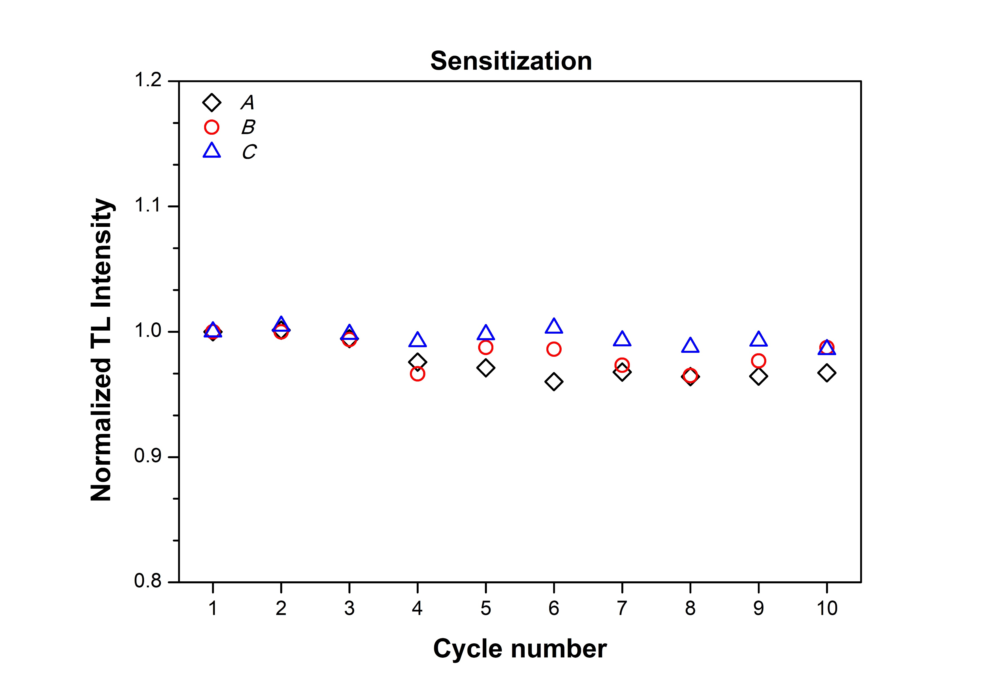 Sensitization
A
B
C
Normalized TL Intensity
1.2
1.1
1.0
0.9
0.8
1 2 3 4 5 6 7 8 9 10
Cycle number